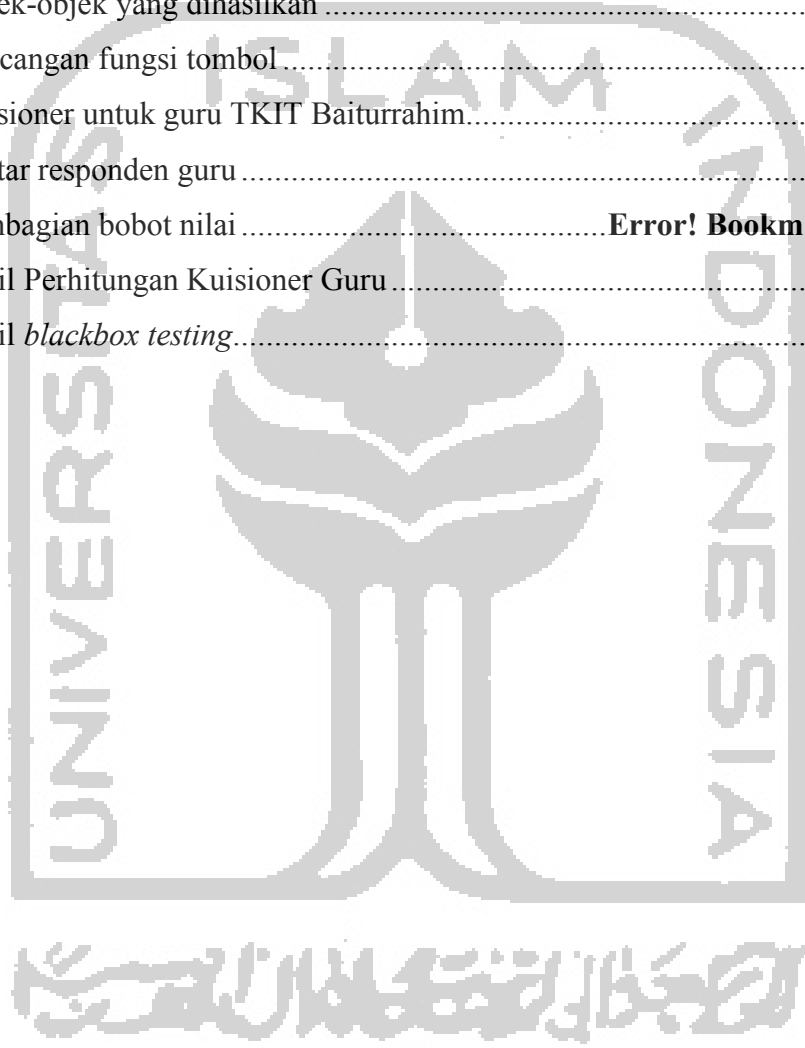 ek-objek yang dihasilkan
cangan fungsi tombol
sioner untuk guru TKIT Baiturrahim
tar responden guru
nbagian bobot nilai Error! Bookm
il Perhitungan Kuisioner Guru
il blackbox testing
UNIVERSITAS
ISLAM
INDONESIA